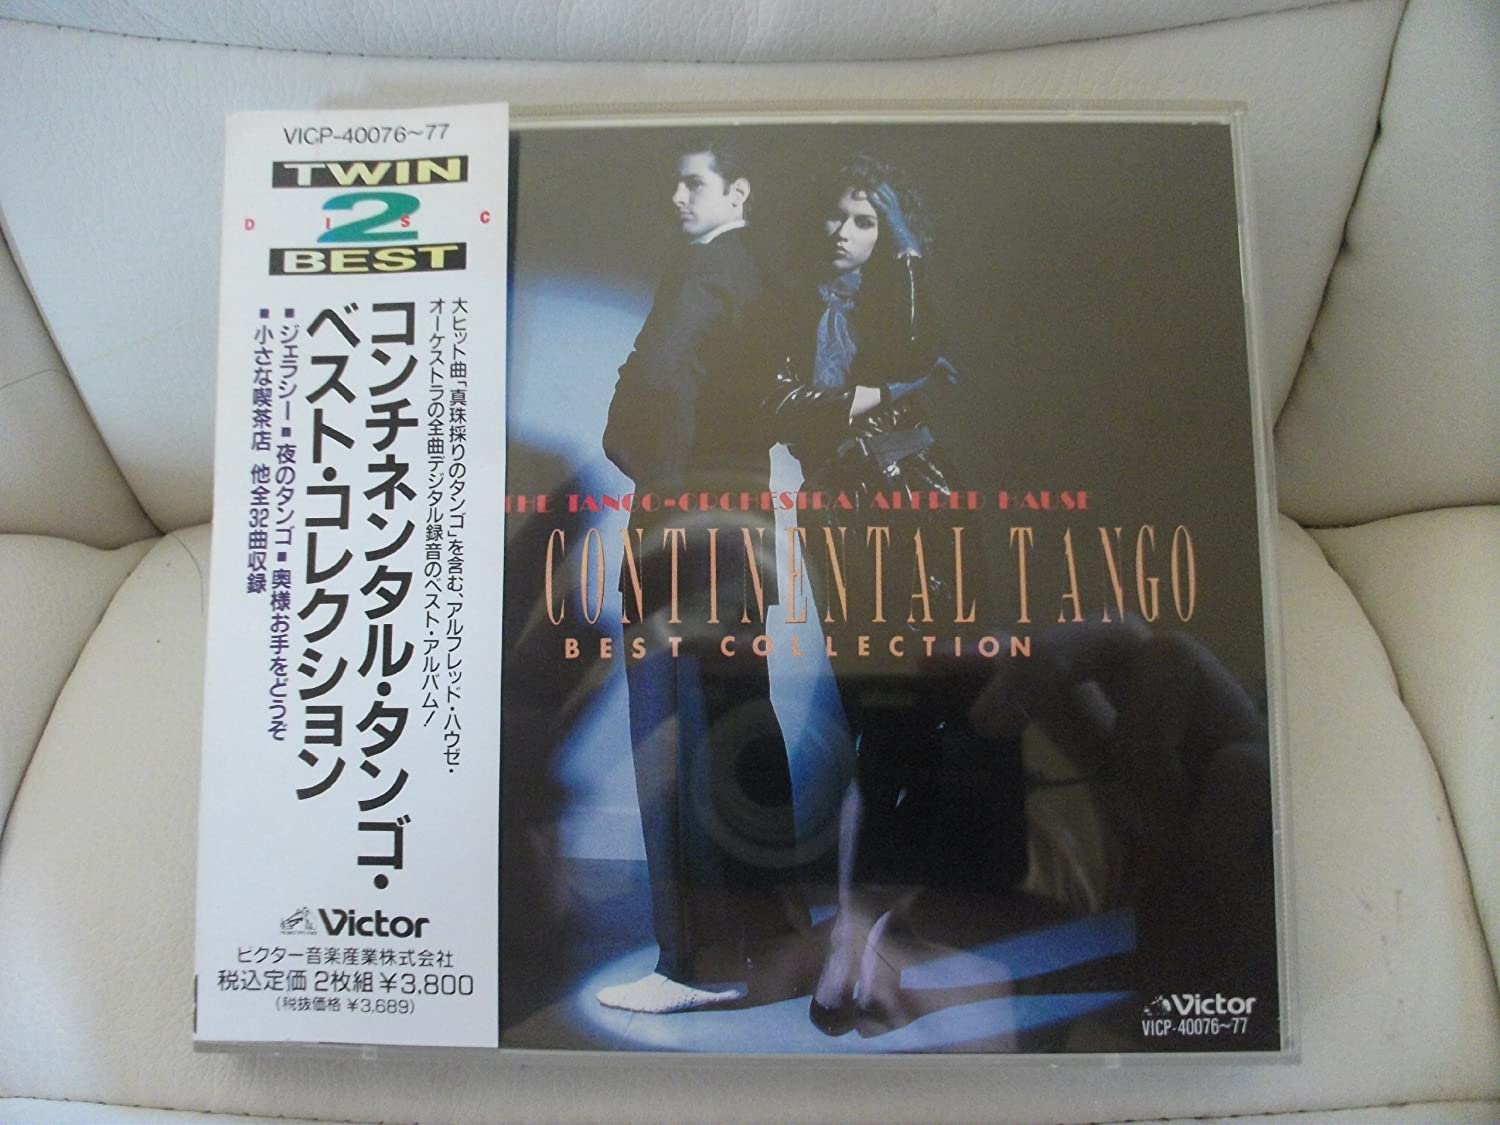 VICP-40076~77
TWIN
DISC
2
BEST
大ヒット曲「真珠採りのタンゴ」を含む、アルフレッド・ハウゼ・
オーケストラの全曲デジタル録音のベスト・アルバム!
コンチネンタル・タンゴ・
ベスト・コレクション
■ジェラシー■夜のタンゴ■奥様お手をどうぞ
■小さな喫茶店 他全32曲収録
Victor
ビクター音楽産業株式会社
税込定価 2枚組 ¥3,800
(税抜価格 ¥3,689)
THE TANGO-ORCHESTRA ALFRED HAUSE
CONTINENTAL TANGO
BEST COLLECTION
Victor
VICP-40076~77